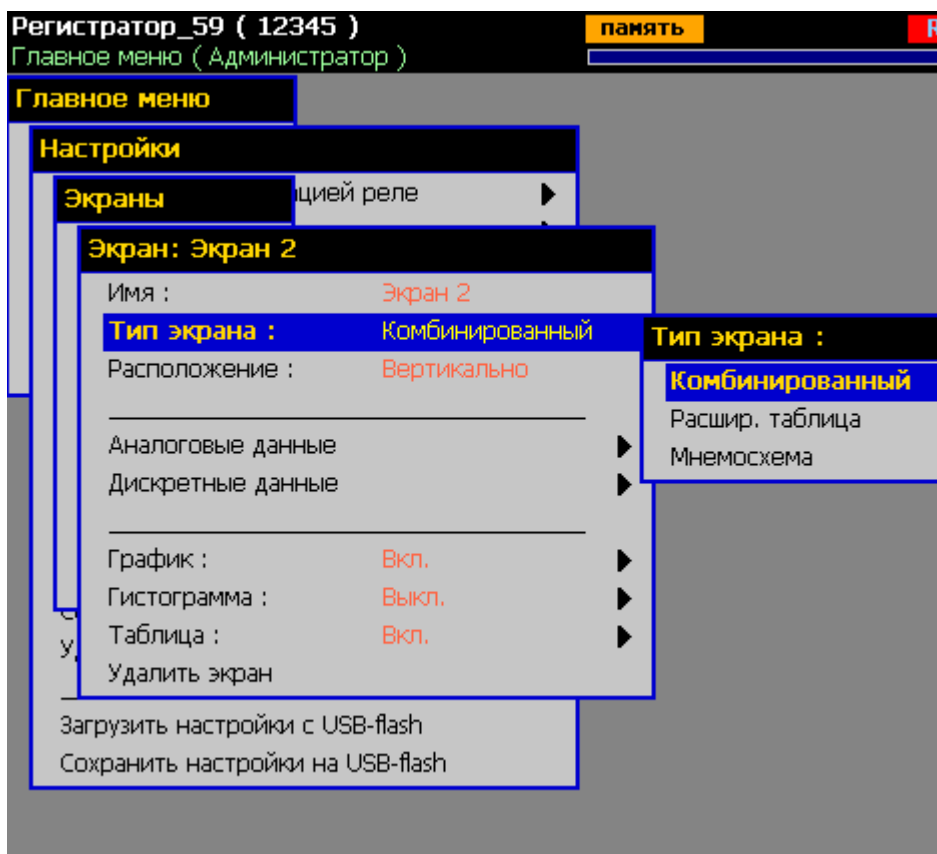 Регистратор_59 ( 12345 )
память
R
Главное меню ( Администратор )
Главное меню
Настройки
цией реле
Экраны
Экран: Экран 2
Имя : Экран 2
Тип экрана : Комбинированный
Расположение : Вертикально
Аналоговые данные
Дискретные данные
График : Вкл.
Гистограмма : Выкл.
Таблица : Вкл.
Удалить экран
Тип экрана :
Комбинированный
Расшир. таблица
Мнемосхема
Загрузить настройки с USB-flash
Сохранить настройки на USB-flash